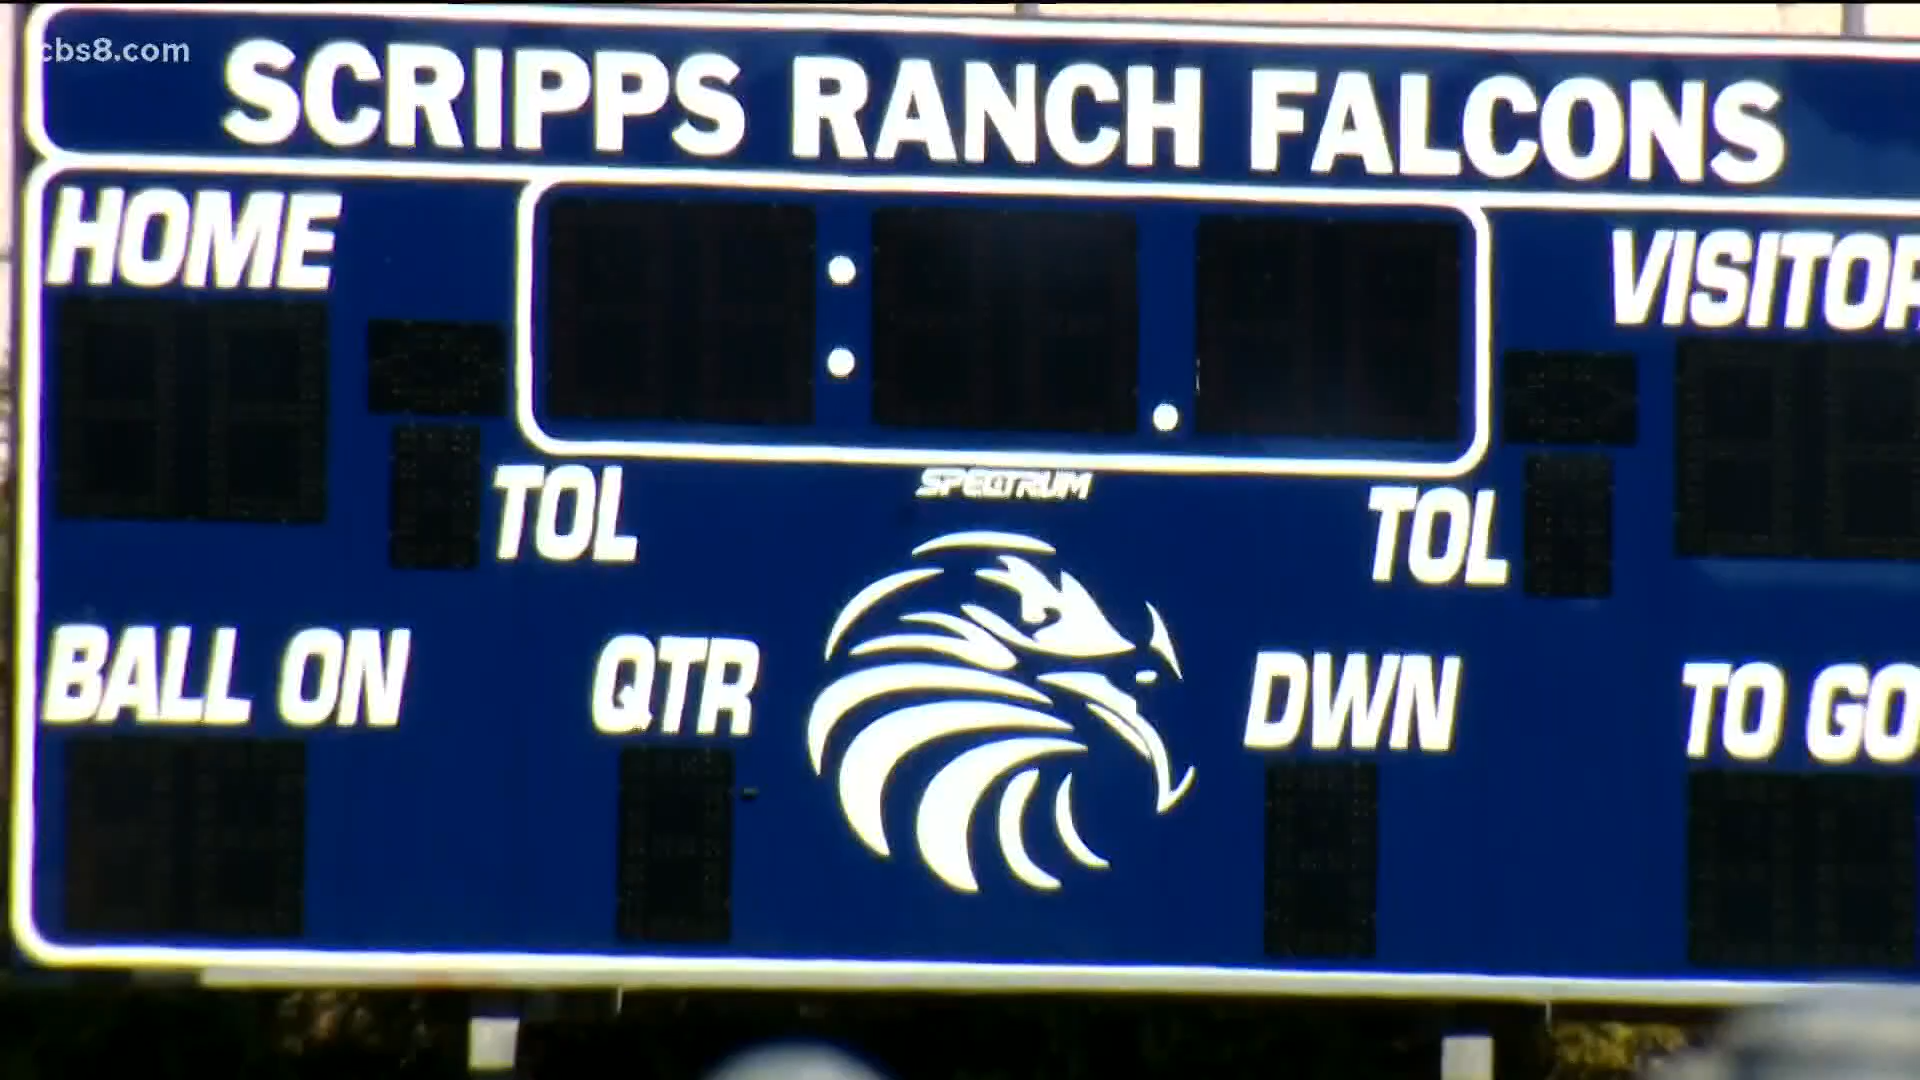 cbs8.com
SCRIPPS RANCH FALCONS
HOME
VISITOR
SPECTRUM
TOL
TOL
BALL ON
QTR
DWN
TO GO